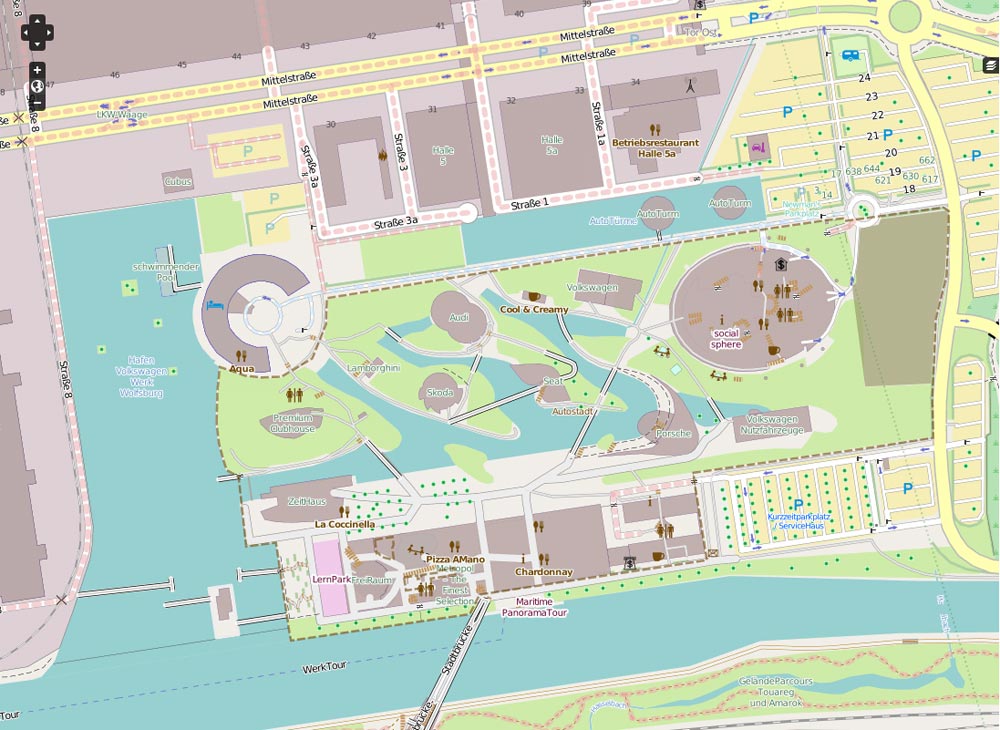 Mittelstraße
Mittelstraße
Mittelstraße
Mittelstraße
Tor Ost
39
40
41
42
43
44
45
46
47
LKW Waage
Straße 8
30
31
32
33
34
Halle
5
Halle
5a
Betriebsrestaurant
Halle 5a
Straße 3a
Straße 3
Straße 1a
Straße 1
Straße 3a
Cubus
P
P
P
P
P
P
P
P
P
24
23
22
21
20
19
18
17
638
644
662
621
630
617
3
14
Newman's
Parkplatz
AutoTürme
AutoTurm
AutoTurm
schwimmender
Pool
Aqua
Hafen
Volkswagen
Werk
Wolfsburg
Straße 8
Audi
Cool & Creamy
Volkswagen
social
sphere
Lamborghini
Skoda
Seat
Autostadt
Porsche
Volkswagen
Nutzfahrzeuge
Premium
Clubhouse
ZeitHaus
La Coccinella
LernPark
FreiRaum
Pizza AMano
Metropol
The
Finest
Selection
Chardonnay
Kurzzeitparkplatz
/ ServiceHaus
Maritime
PanoramaTour
Stadtbrücke
WerkTour
Tour
GeländeParcours
Touareg
und Amarok
Hasselbach